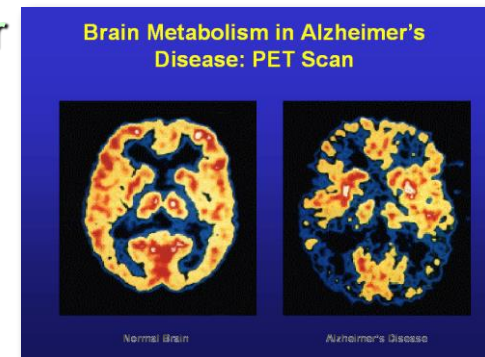 Brain Metabolism in Alzheimer's
Disease: PET Scan
Normal Brain
Alzheimer's Disease